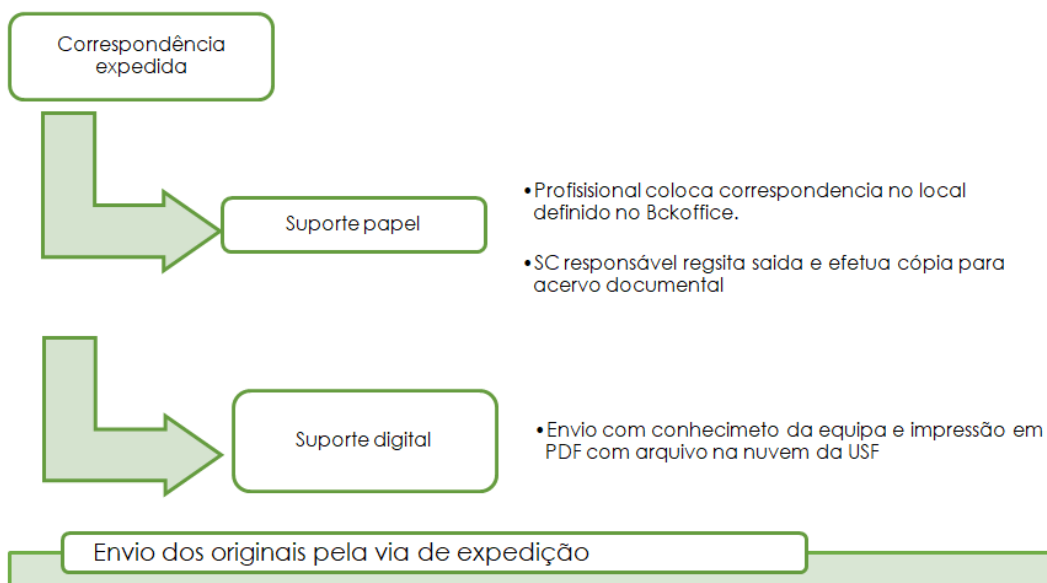 Correspondência
expedida
Suporte papel
•Profisisional coloca correspondencia no local
definido no Bckoffice.
•SC responsável regsita saida e efetua cópia para
acervo documental
Suporte digital
•Envio com conhecimeto da equipa e impressão em
PDF com arquivo na nuvem da USF
Envio dos originais pela via de expedição